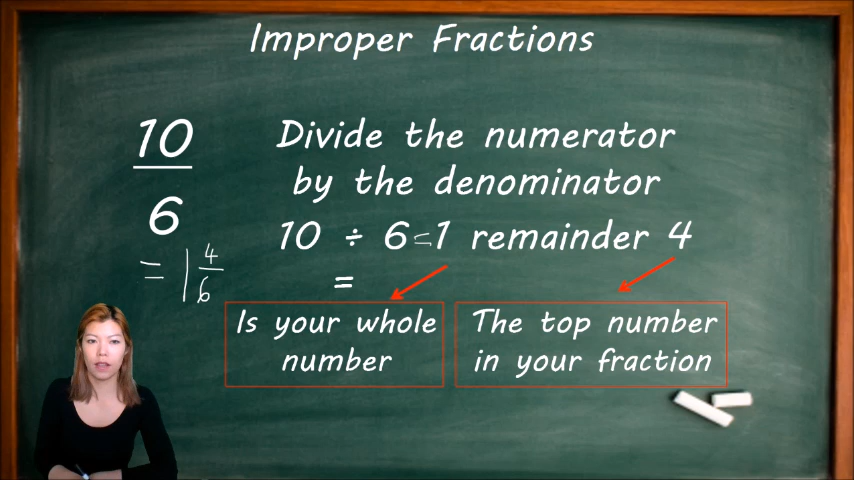 Improper Fractions
10
6
= 1 4/6
Divide the numerator
by the denominator
10 ÷ 6 = 1 remainder 4
=
Is your whole
number
The top number
in your fraction